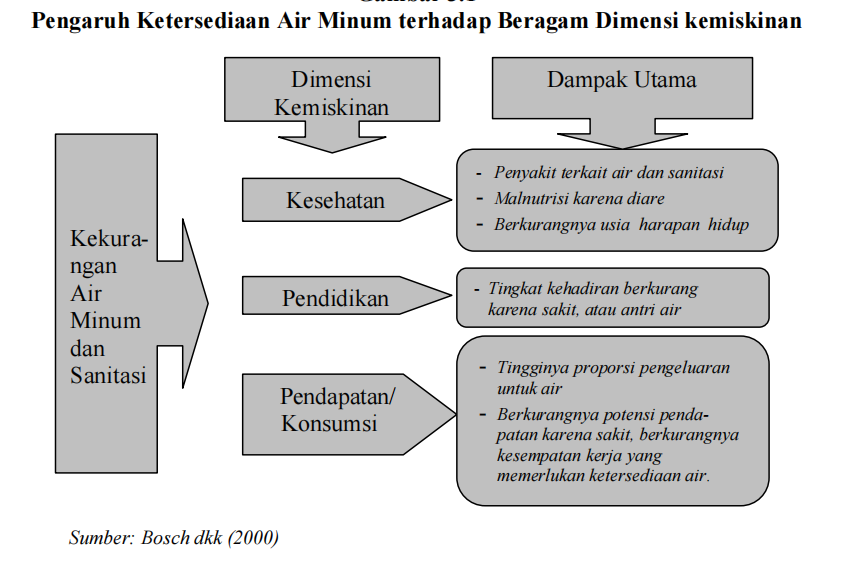 Pengaruh Ketersediaan Air Minum terhadap Beragam Dimensi kemiskinan
Dimensi
Kemiskinan
Dampak Utama
Kekura-
ngan
Air
Minum
dan
Sanitasi
Kesehatan
- Penyakit terkait air dan sanitasi
- Malnutrisi karena diare
- Berkurangnya usia harapan hidup
Pendidikan
- Tingkat kehadiran berkurang
karena sakit, atau antri air
Pendapatan/
Konsumsi
- Tingginya proporsi pengeluaran
untuk air
- Berkurangnya potensi penda-
patan karena sakit, berkurangnya
kesempatan kerja yang
memerlukan ketersediaan air.
Sumber: Bosch dkk (2000)